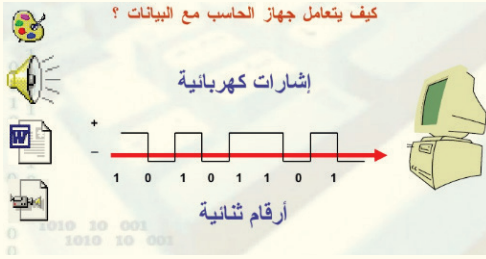 كيف يتعامل جهاز الحاسب مع البيانات ؟
إشارات كهربائية
+
–
1 0 1 0 1 1 0 1
أرقام ثنائية
1010 10 001
1010 10 001